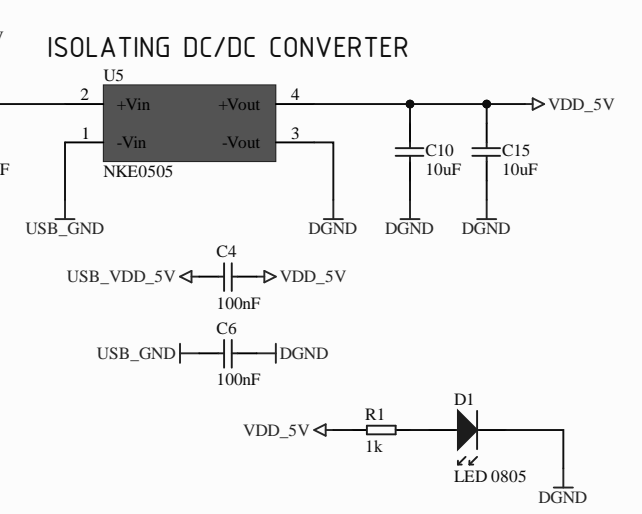 ISOLATING DC/DC CONVERTER
U5
2 +Vin +Vout 4 VDD_5V
1 -Vin -Vout 3
C10 C15
F NKE0505 10uF 10uF
USB_GND DGND DGND DGND
C4
USB_VDD_5V VDD_5V
100nF
C6
USB_GND DGND
100nF
D1
R1
VDD_5V
1k
LED 0805
DGND